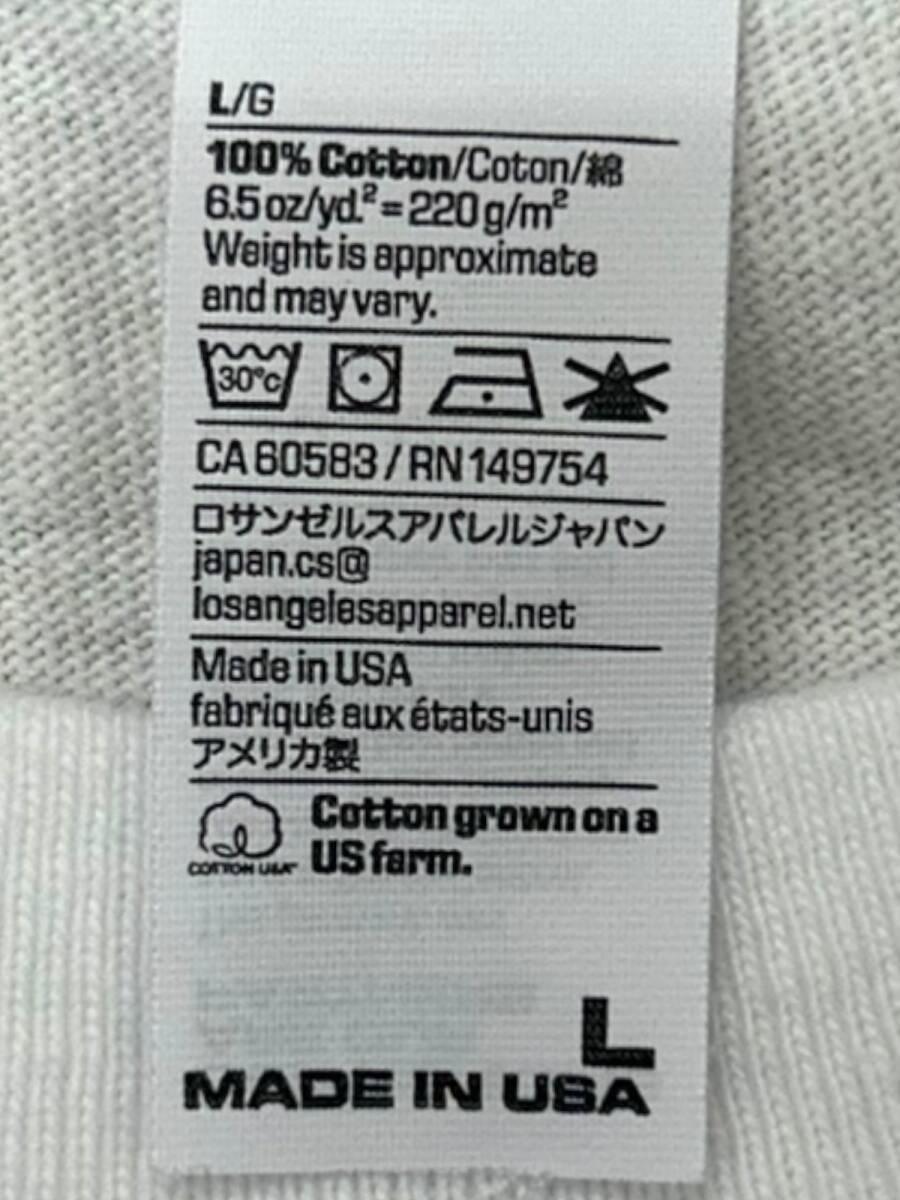 L/G
100% Cotton/Coton/綿
6.5 oz/yd.² = 220 g/m²
Weight is approximate
and may vary.
30°c
CA 60583 / RN 149754
ロサンゼルスアパレルジャパン
japan.cs@
losangelesapparel.net
Made in USA
fabriqué aux états-unis
アメリカ製
COTTON USA
Cotton grown on a
US farm.
L
MADE IN USA